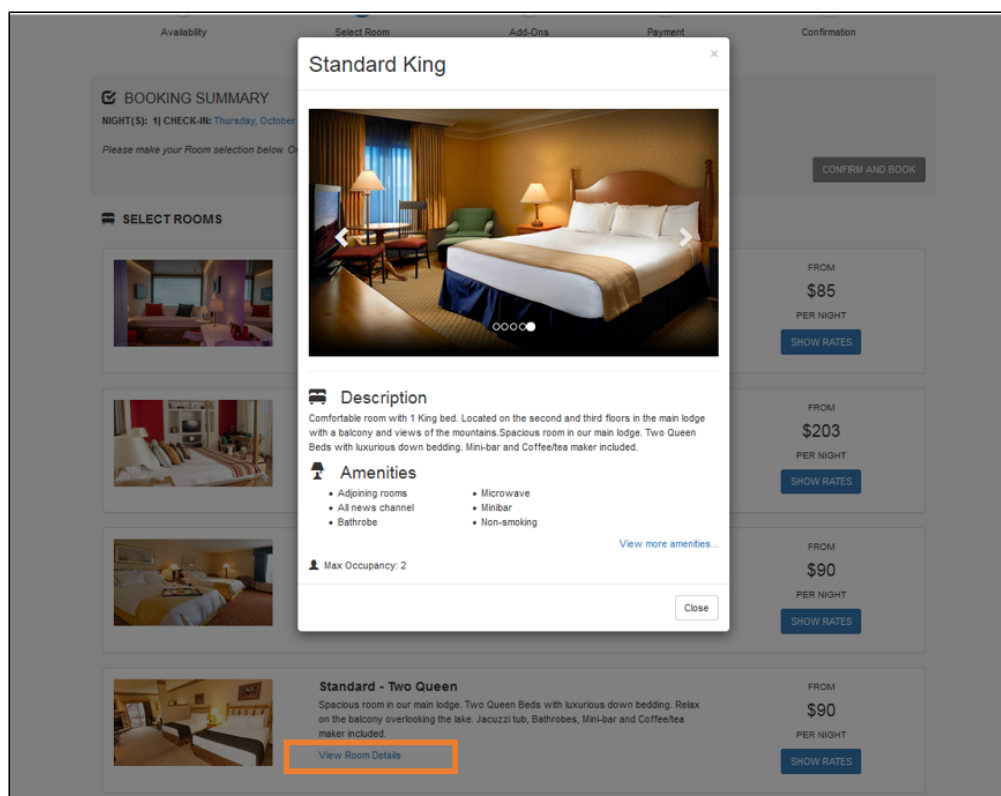 Availability
Select Room
Add-Ons
Payment
Confirmation
Standard King
×
BOOKING SUMMARY
NIGHT(S): 1| CHECK-IN: Thursday, October
Please make your Room selection below.
CONFIRM AND BOOK
SELECT ROOMS
FROM
$85
PER NIGHT
SHOW RATES
Description
Comfortable room with 1 King bed. Located on the second and third floors in the main lodge
with a balcony and views of the mountains.Spacious room in our main lodge. Two Queen
Beds with luxurious down bedding. Mini-bar and Coffee/tea maker included.
Amenities
• Adjoining rooms
• All news channel
• Bathrobe
• Microwave
• Minibar
• Non-smoking
View more amenities...
Max Occupancy: 2
Close
FROM
$203
PER NIGHT
SHOW RATES
FROM
$90
PER NIGHT
SHOW RATES
Standard - Two Queen
Spacious room in our main lodge. Two Queen Beds with luxurious down bedding. Relax
on the balcony overlooking the lake. Jacuzzi tub, Bathrobes, Mini-bar and Coffee/tea
maker included.
View Room Details
FROM
$90
PER NIGHT
SHOW RATES